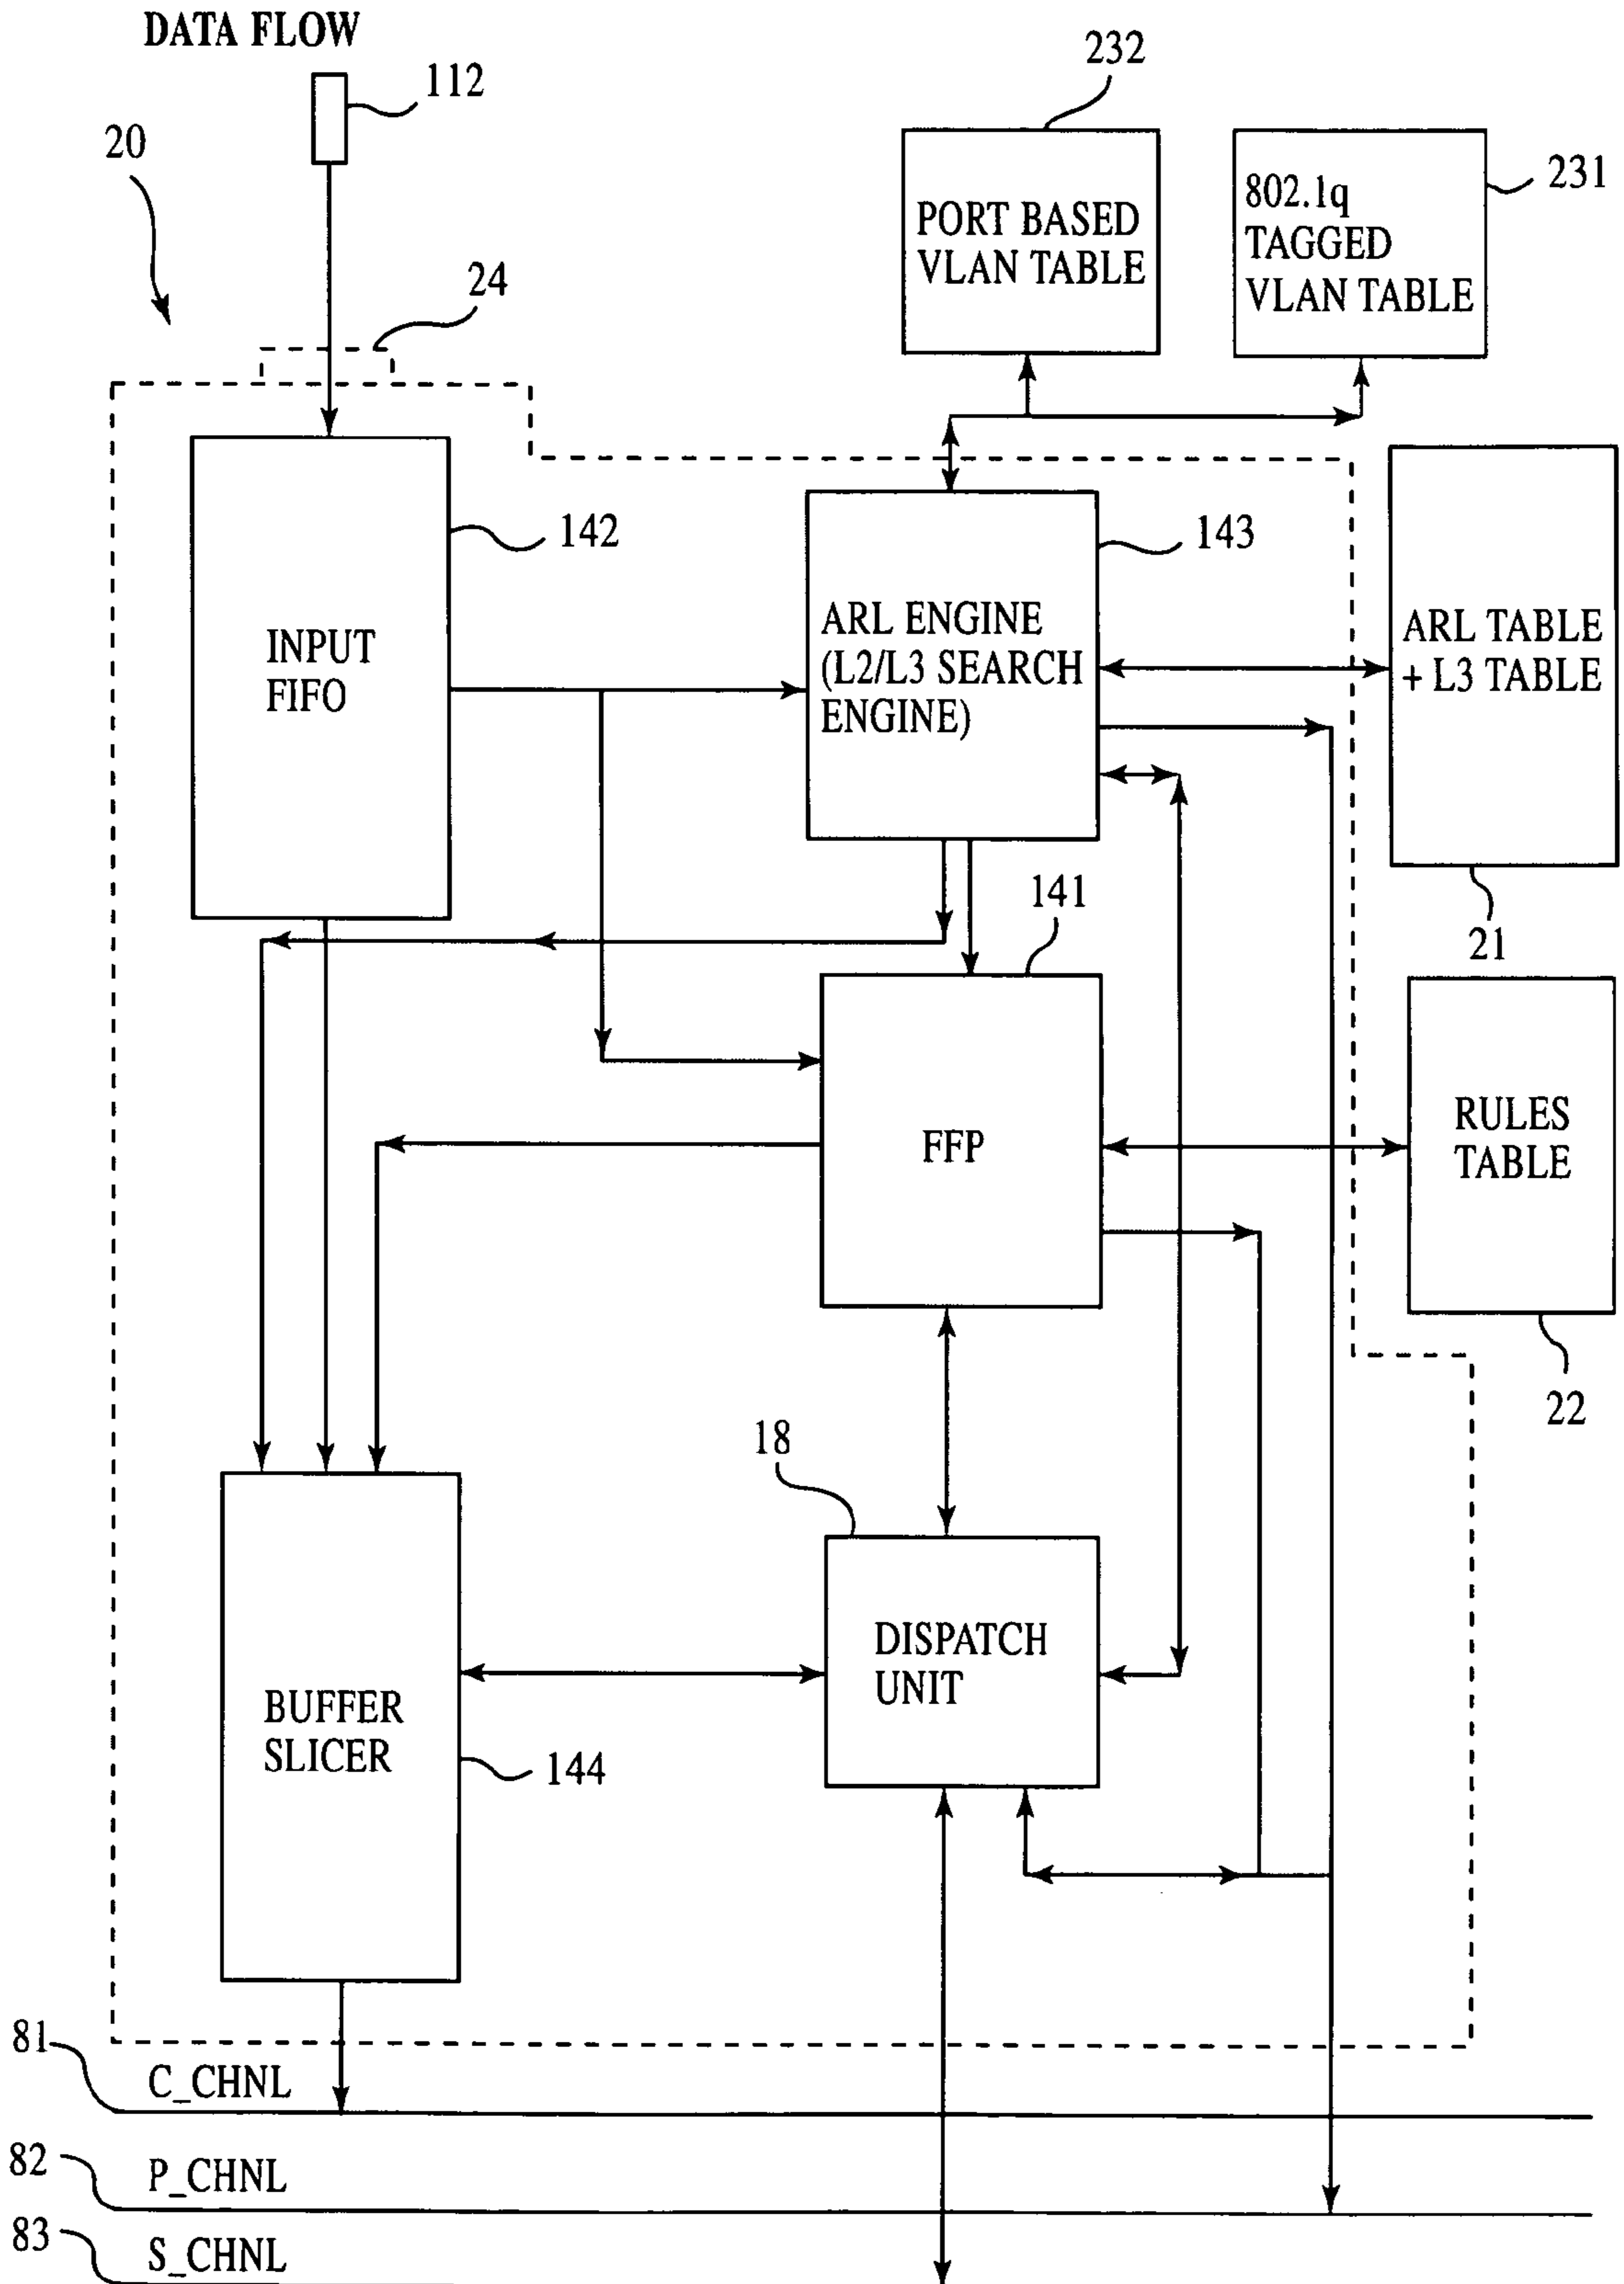 DATA FLOW
112
20
24
232
231
PORT BASED
VLAN TABLE
802.1q
TAGGED
VLAN TABLE
142
143
INPUT
FIFO
ARL ENGINE
(L2/L3 SEARCH
ENGINE)
ARL TABLE
+ L3 TABLE
21
141
FFP
RULES
TABLE
22
18
DISPATCH
UNIT
BUFFER
SLICER
144
81
C_CHNL
82
P_CHNL
83
S_CHNL